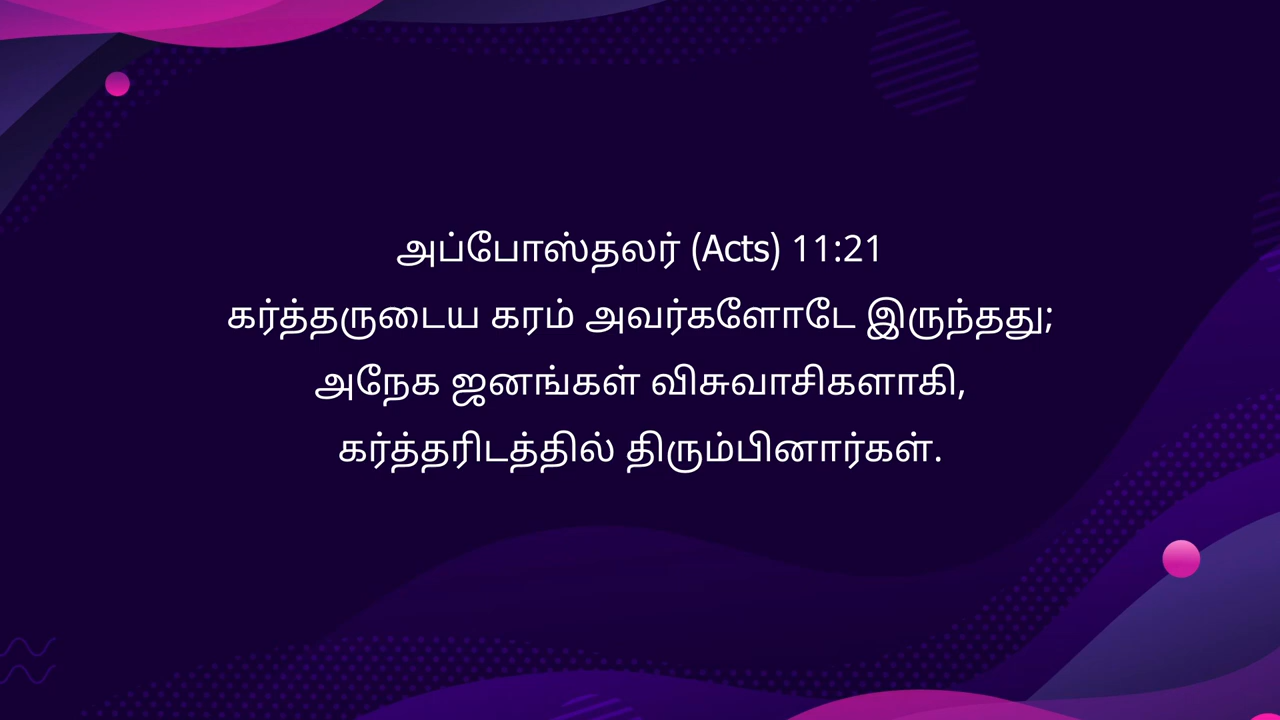 அப்போஸ்தலர் (Acts) 11:21
கர்த்தருடைய கரம் அவர்களோடே இருந்தது;
அநேக ஜனங்கள் விசுவாசிகளாகி,
கர்த்தரிடத்தில் திரும்பினார்கள்.